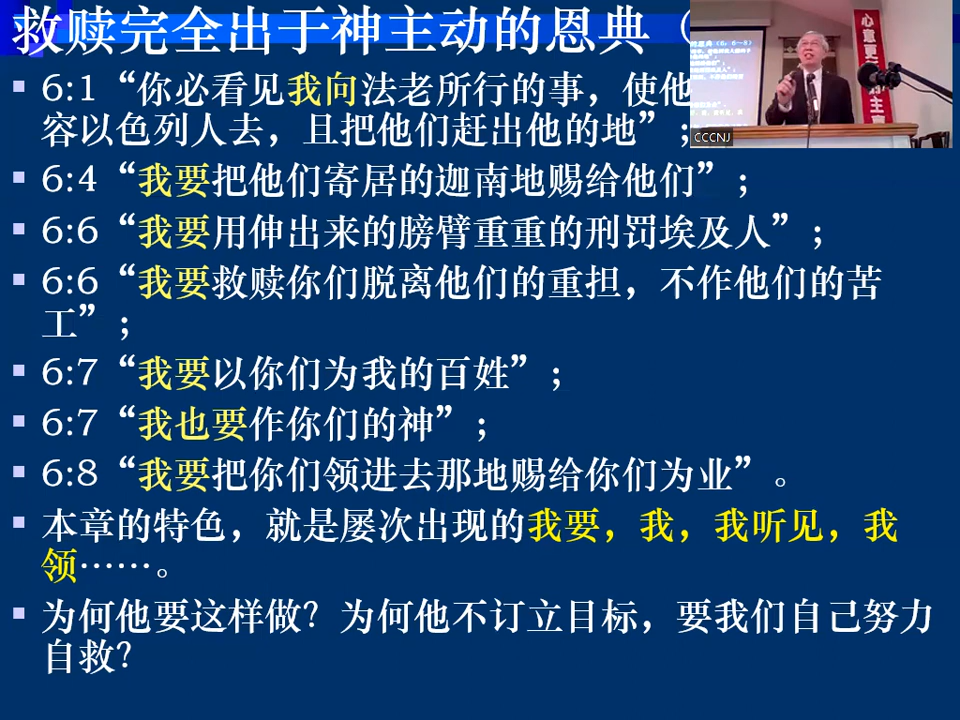 救赎完全出于神主动的恩典（
6:1“你必看见我向法老所行的事，使他
容以色列人去，且把他们赶出他的地”；
6:4“我要把他们寄居的迦南地赐给他们”；
6:6“我要用伸出来的膀臂重重的刑罚埃及人”；
6:6“我要救赎你们脱离他们的重担，不作他们的苦
工”；
6:7“我要以你们为我的百姓”；
6:7“我也要作你们的神”；
6:8“我要把你们领进去那地赐给你们为业”。
本章的特色，就是屡次出现的我要，我，我听见，我
领……。
为何他要这样做？为何他不订立目标，要我们自己努力
自救？
CCCNJ